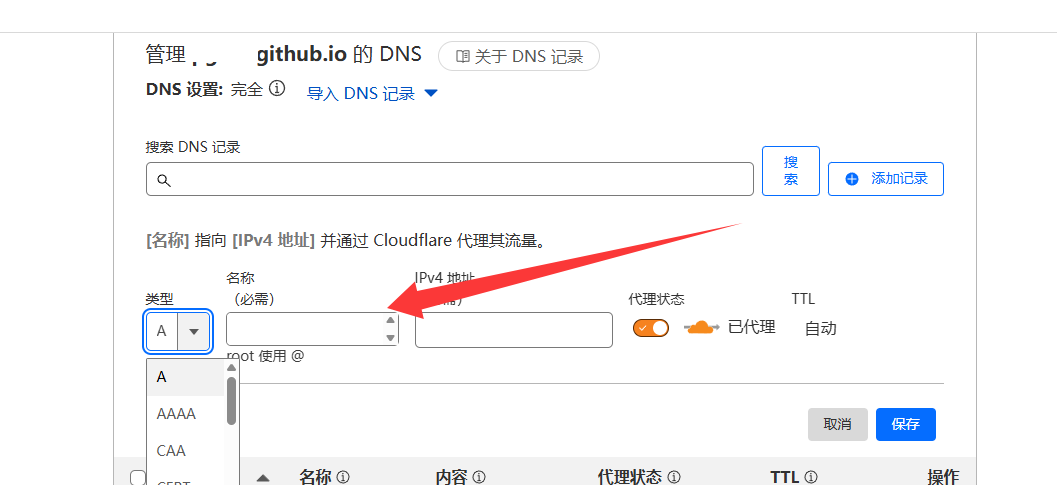 管理 github.io 的 DNS 关于 DNS 记录
DNS 设置: 完全 导入 DNS 记录
搜索 DNS 记录
搜
索
添加记录
[名称] 指向 [IPv4 地址] 并通过 Cloudflare 代理其流量。
类型
名称
（必需）
IPv4 地址
代理状态
TTL
A
已代理
自动
root 使用 @
A
AAAA
CAA
CERT
取消
保存
名称
内容
代理状态
TTL
操作